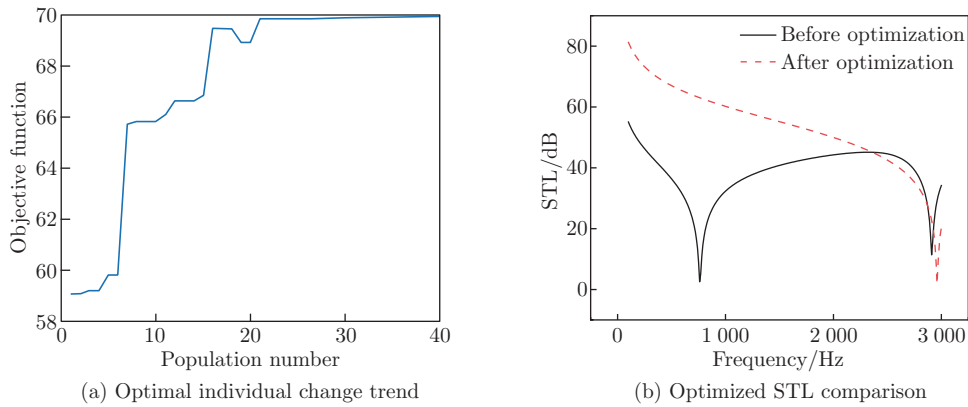 70
68
66
64
62
60
58
Objective function
0
10
20
30
40
Population number
(a) Optimal individual change trend
80
60
40
20
0
STL/dB
Before optimization
After optimization
0
1 000
2 000
3 000
Frequency/Hz
(b) Optimized STL comparison